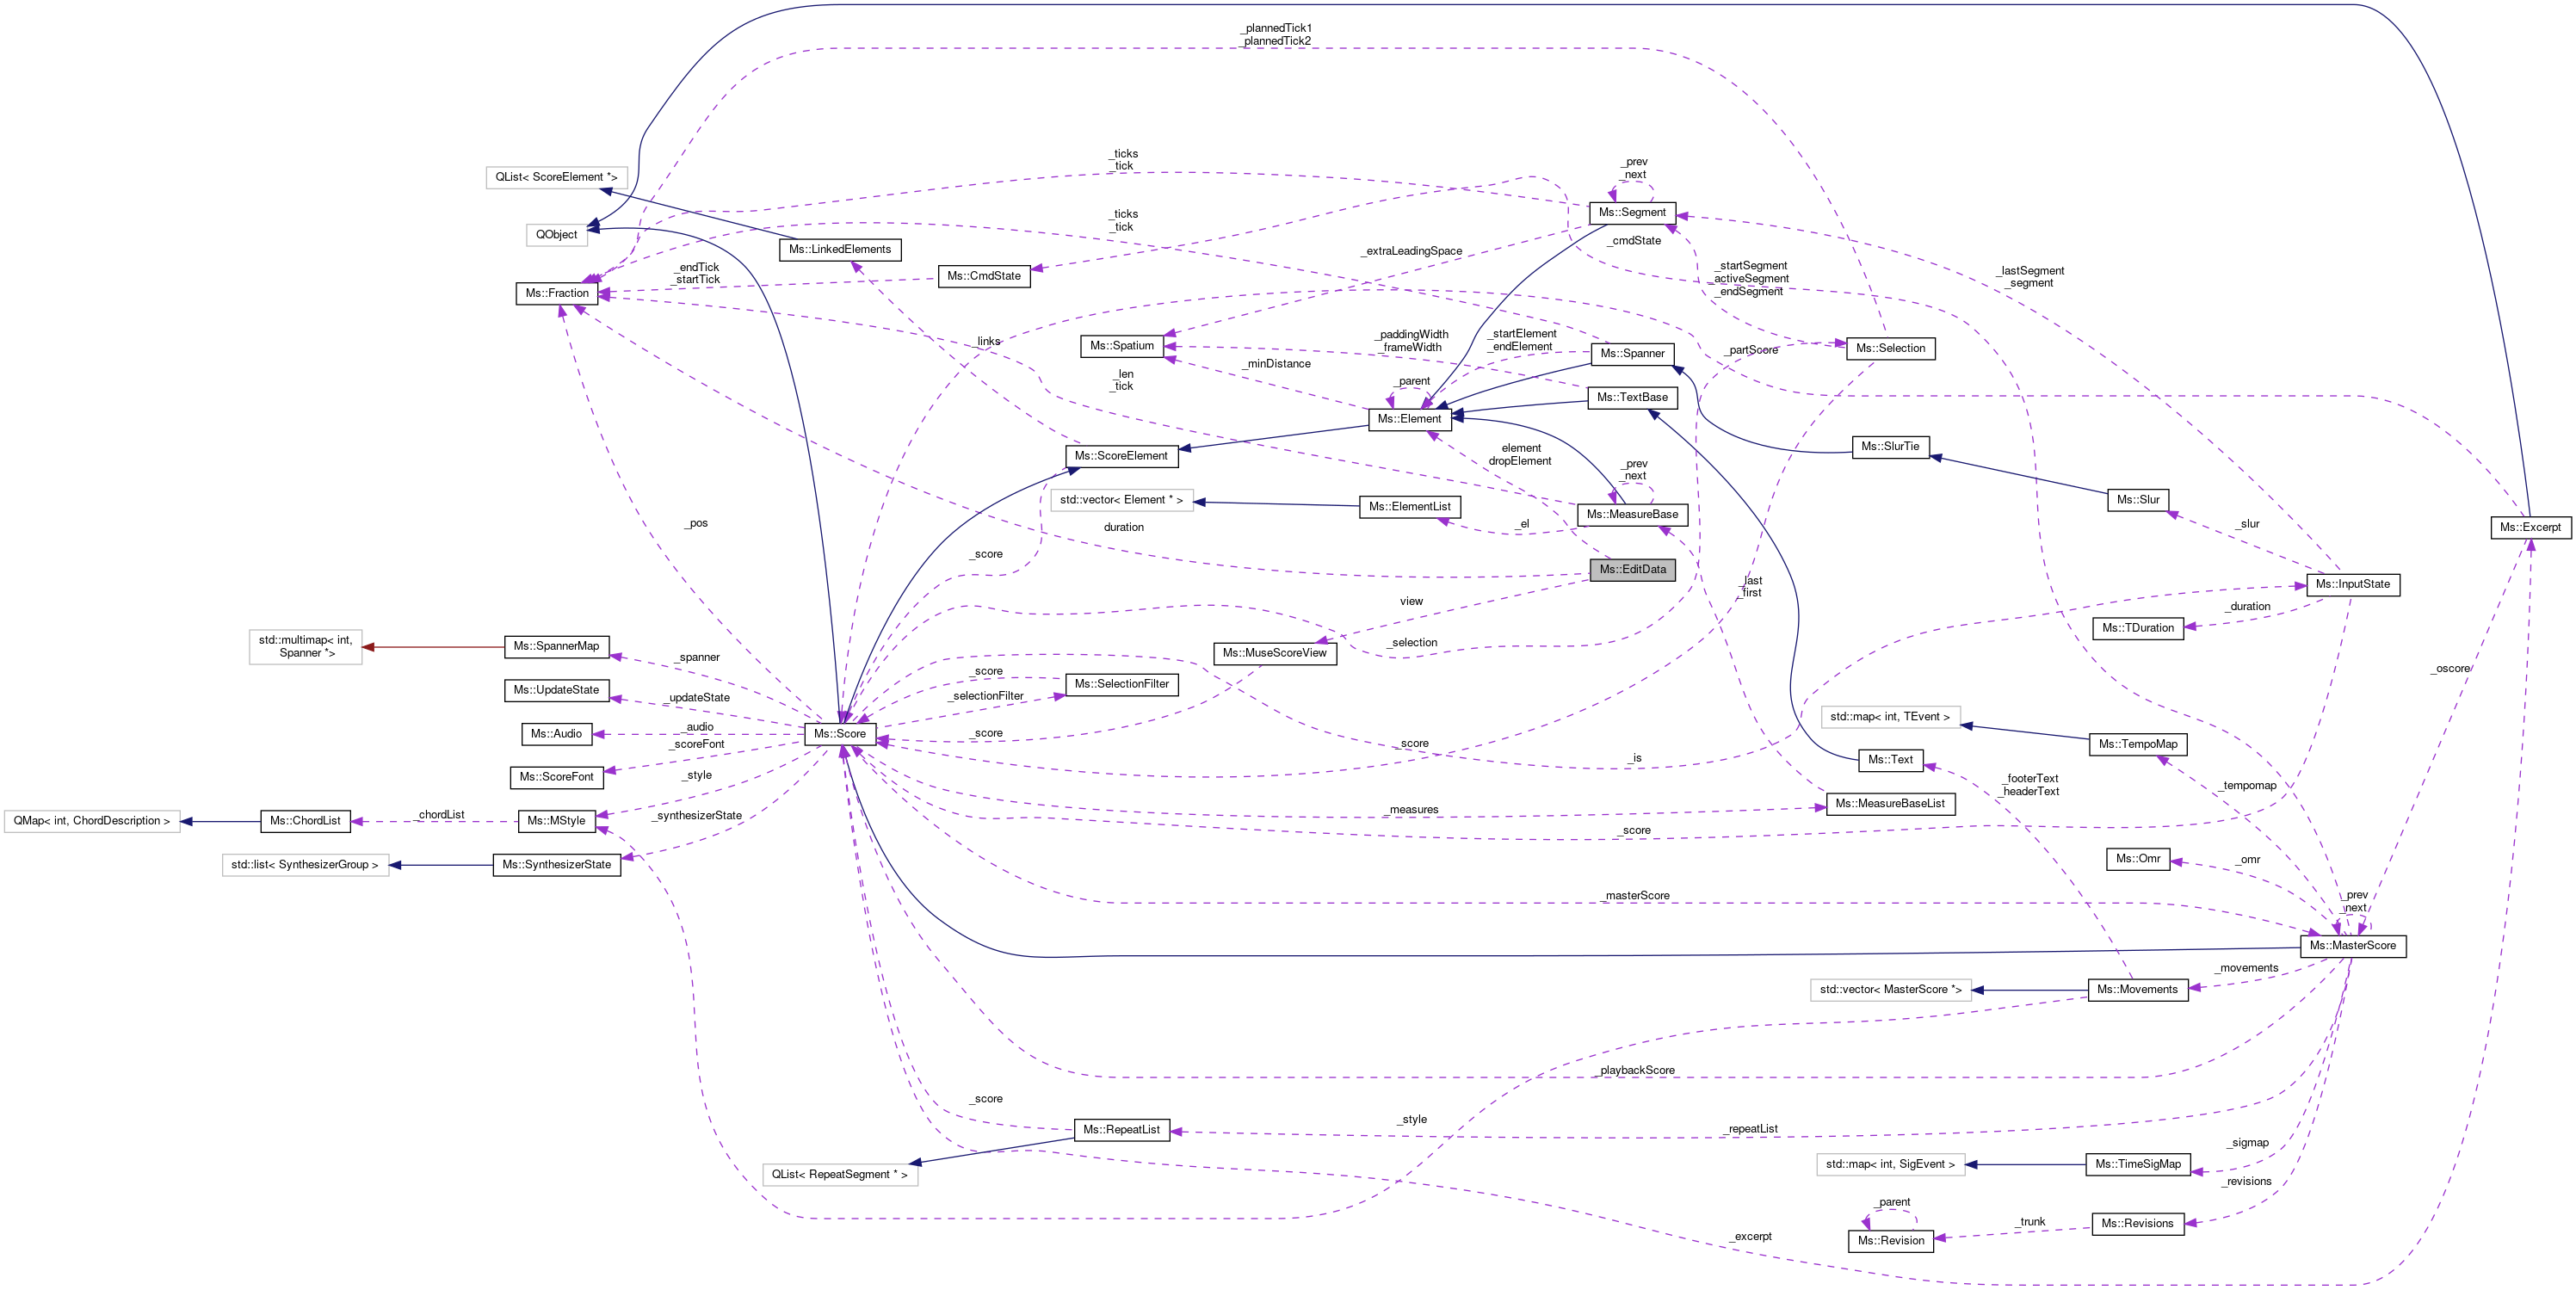 _plannedTick1
_plannedTick2
_ticks
_tick
_prev
_next
QList< ScoreElement *>
Ms::Segment
_ticks
_tick
QObject
_cmdState
Ms::LinkedElements
_extraLeadingSpace
_endTick
_startTick
Ms::CmdState
_startSegment
_activeSegment
_endSegment
_lastSegment
_segment
Ms::Fraction
_links
Ms::Spatium
_paddingWidth
_frameWidth
_startElement
_endElement
Ms::Spanner
_partScore
Ms::Selection
_minDistance
_len
_tick
_parent
Ms::TextBase
Ms::Element
Ms::SlurTie
Ms::ScoreElement
element
dropElement
_prev
_next
std::vector< Element * >
Ms::ElementList
Ms::MeasureBase
Ms::Slur
_pos
duration
_el
_slur
Ms::Excerpt
_score
Ms::EditData
_last
_first
Ms::InputState
view
_duration
Ms::TDuration
std::multimap< int,
Spanner *>
Ms::SpannerMap
_spanner
Ms::MuseScoreView
_selection
_score
Ms::SelectionFilter
_oscore
Ms::UpdateState
_updateState
_selectionFilter
std::map< int, TEvent >
Ms::Audio
_audio
Ms::Score
_score
_score
Ms::TempoMap
_scoreFont
_is
Ms::Text
Ms::ScoreFont
_style
_footerText
_headerText
_tempomap
QMap< int, ChordDescription >
Ms::ChordList
_chordList
Ms::MStyle
_synthesizerState
_measures
Ms::MeasureBaseList
_score
std::list< SynthesizerGroup >
Ms::SynthesizerState
Ms::Omr
_omr
_masterScore
_prev
_next
Ms::MasterScore
_movements
std::vector< MasterScore *>
Ms::Movements
_playbackScore
_score
Ms::RepeatList
_style
_repeatList
_sigmap
QList< RepeatSegment * >
std::map< int, SigEvent >
Ms::TimeSigMap
_revisions
_parent
_trunk
Ms::Revisions
Ms::Revision
_excerpt